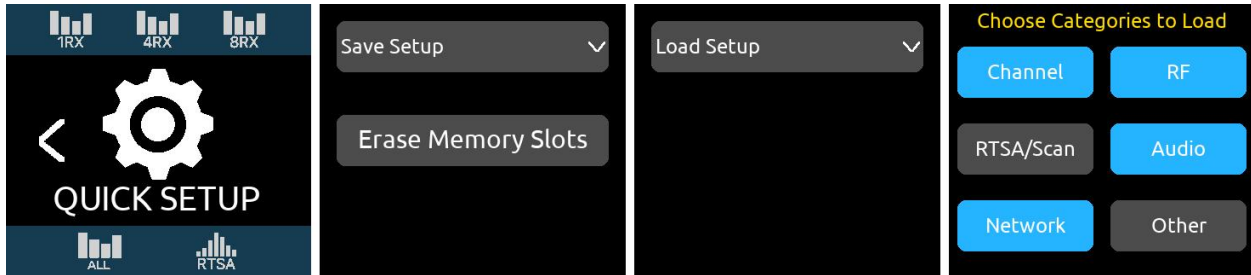 1RX 4RX 8RX
QUICK SETUP
ALL RTSA
Save Setup
Erase Memory Slots
Load Setup
Choose Categories to Load
Channel RF
RTSA/Scan Audio
Network Other